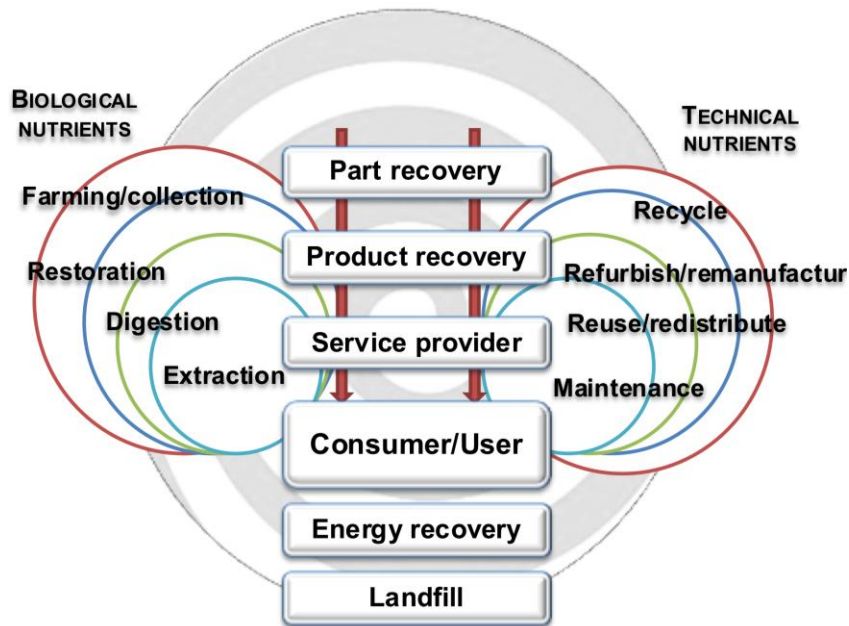 BIOLOGICAL
NUTRIENTS
Farming/collection
Restoration
Digestion
Extraction
Part recovery
Product recovery
Service provider
Consumer/User
Energy recovery
Landfill
TECHNICAL
NUTRIENTS
Recycle
Refurbish/remanufactur
Reuse/redistribute
Maintenance